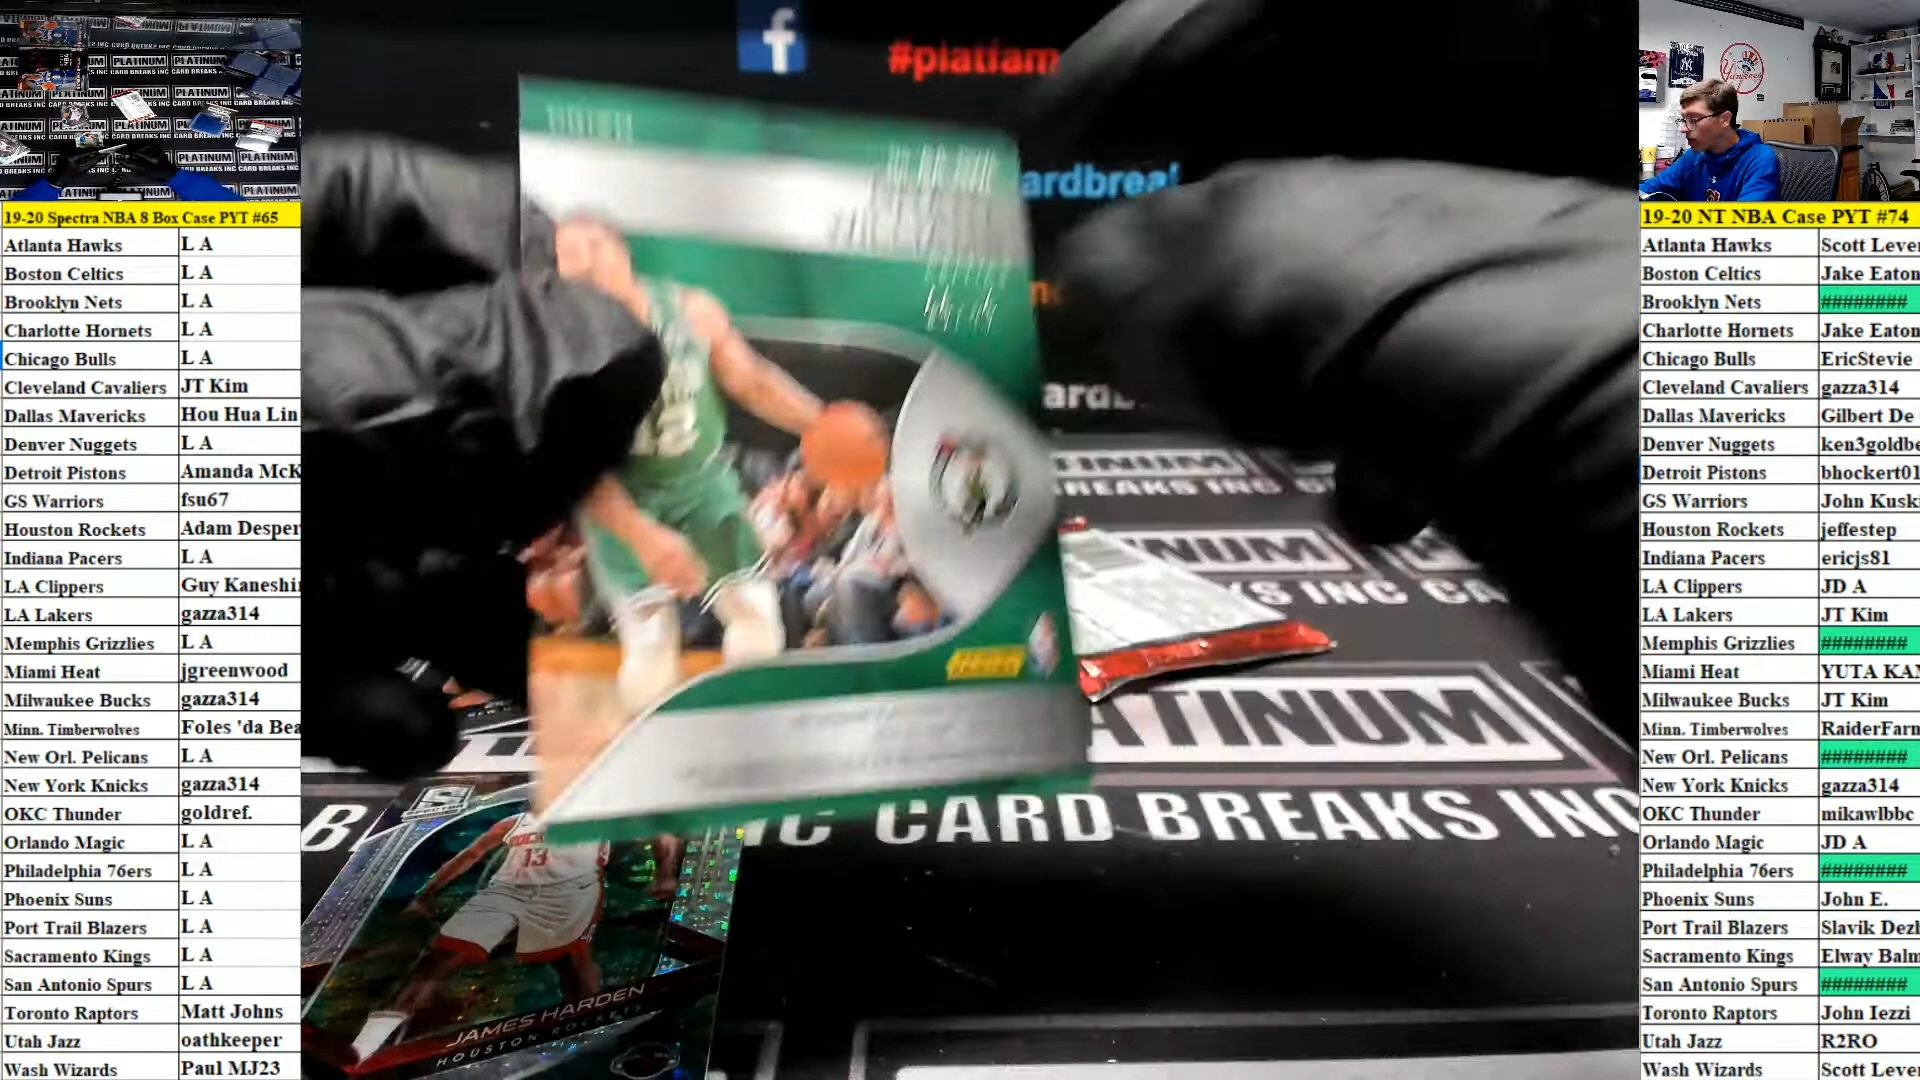 19-20 Spectra NBA 8 Box Case PYT #65
Atlanta Hawks L A
Boston Celtics L A
Brooklyn Nets L A
Charlotte Hornets L A
Chicago Bulls L A
Cleveland Cavaliers JT Kim
Dallas Mavericks Hou Hua Lin
Denver Nuggets L A
Detroit Pistons Amanda McK
GS Warriors fsu67
Houston Rockets Adam Desper
Indiana Pacers L A
LA Clippers Guy Kaneshi
LA Lakers gazza314
Memphis Grizzlies L A
Miami Heat jgreenwood
Milwaukee Bucks gazza314
Minn. Timberwolves Foles 'da Bea
New Orl. Pelicans L A
New York Knicks gazza314
OKC Thunder goldref.
Orlando Magic L A
Philadelphia 76ers L A
Phoenix Suns L A
Port Trail Blazers L A
Sacramento Kings L A
San Antonio Spurs L A
Toronto Raptors Matt Johns
Utah Jazz oathkeeper
Wash Wizards Paul MJ23
f #platfam
ardbreak
ard
PLATINUM
CARD BREAKS INC
13
JAMES HARDEN
HOUSTON ROCKETS
Yankees
19-20 NT NBA Case PYT #74
Atlanta Hawks Scott Lever
Boston Celtics Jake Eaton
Brooklyn Nets ########
Charlotte Hornets Jake Eaton
Chicago Bulls EricStevie
Cleveland Cavaliers gazza314
Dallas Mavericks Gilbert De
Denver Nuggets ken3goldbe
Detroit Pistons bhockert01
GS Warriors John Kusk
Houston Rockets jeffestep
Indiana Pacers ericjs81
LA Clippers JD A
LA Lakers JT Kim
Memphis Grizzlies ########
Miami Heat YUTA KAN
Milwaukee Bucks JT Kim
Minn. Timberwolves RaiderFarm
New Orl. Pelicans ########
New York Knicks gazza314
OKC Thunder mikawlbbc
Orlando Magic JD A
Philadelphia 76ers ########
Phoenix Suns John E.
Port Trail Blazers Slavik Dezh
Sacramento Kings Elway Balm
San Antonio Spurs ########
Toronto Raptors John Iezzi
Utah Jazz R2RO
Wash Wizards Scott Lever